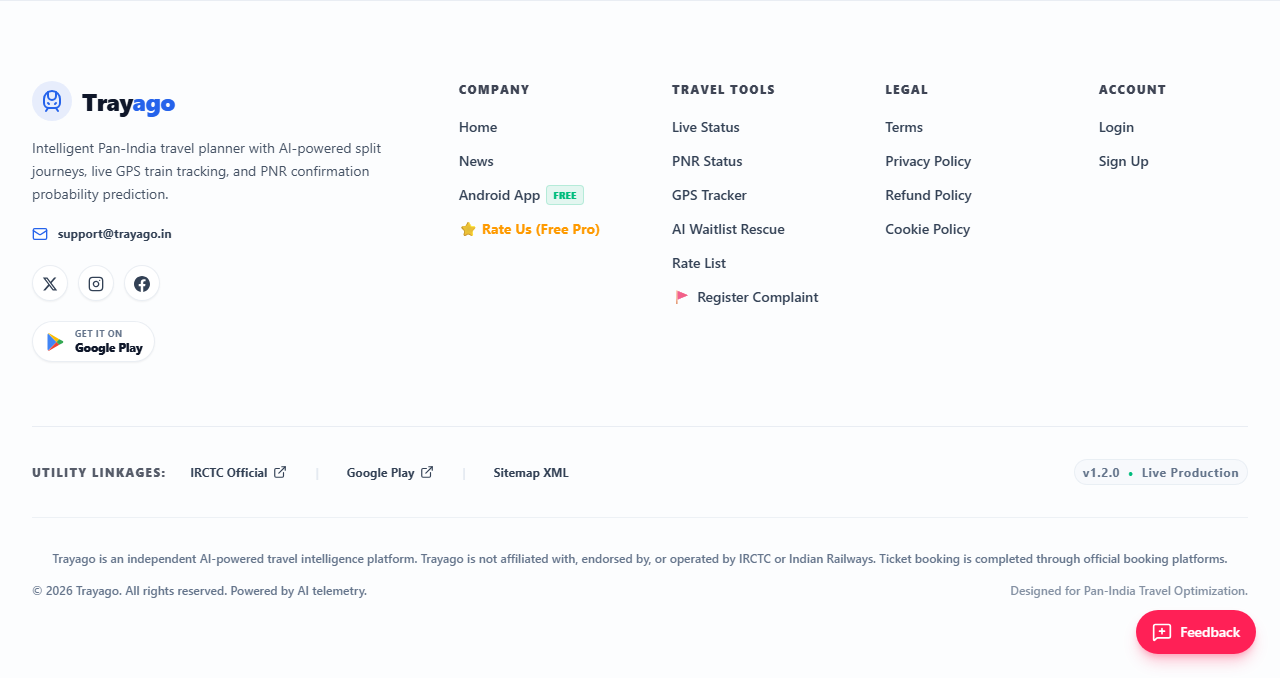 Trayago
Intelligent Pan-India travel planner with AI-powered split
journeys, live GPS train tracking, and PNR confirmation
probability prediction.
support@trayago.in
GET IT ON
Google Play
COMPANY
Home
News
Android App FREE
Rate Us (Free Pro)
TRAVEL TOOLS
Live Status
PNR Status
GPS Tracker
AI Waitlist Rescue
Rate List
Register Complaint
LEGAL
Terms
Privacy Policy
Refund Policy
Cookie Policy
ACCOUNT
Login
Sign Up
UTILITY LINKAGES: IRCTC Official | Google Play | Sitemap XML
v1.2.0 • Live Production
Trayago is an independent AI-powered travel intelligence platform. Trayago is not affiliated with, endorsed by, or operated by IRCTC or Indian Railways. Ticket booking is completed through official booking platforms.
© 2026 Trayago. All rights reserved. Powered by AI telemetry.
Designed for Pan-India Travel Optimization.
Feedback